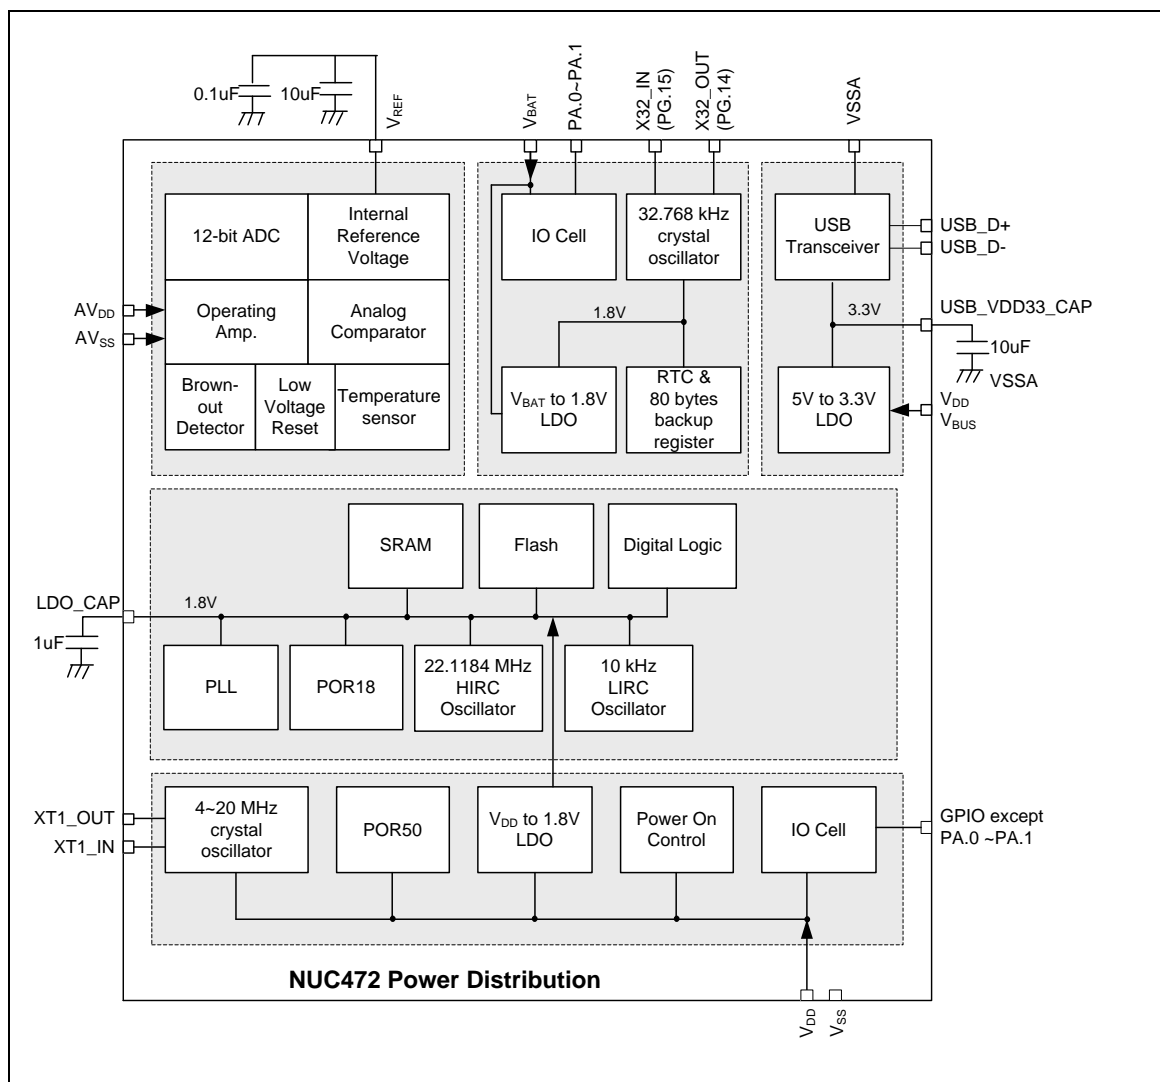 0.1uF
10uF
VREF
VBAT
PA.0~PA.1
X32_IN
(PG.15)
X32_OUT
(PG.14)
VSSA
12-bit ADC
Internal
Reference
Voltage
IO Cell
32.768 kHz
crystal
oscillator
USB
Transceiver
USB_D+
USB_D-
AVDD
AVSS
Operating
Amp.
Analog
Comparator
1.8V
3.3V
USB_VDD33_CAP
10uF
VSSA
Brown-
out
Detector
Low
Voltage
Reset
Temperature
sensor
VBAT to 1.8V
LDO
RTC &
80 bytes
backup
register
5V to 3.3V
LDO
VDD
VBUS
SRAM
Flash
Digital Logic
LDO_CAP
1.8V
1uF
PLL
POR18
22.1184 MHz
HIRC
Oscillator
10 kHz
LIRC
Oscillator
XT1_OUT
XT1_IN
4~20 MHz
crystal
oscillator
POR50
VDD to 1.8V
LDO
Power On
Control
IO Cell
GPIO except
PA.0 ~PA.1
NUC472 Power Distribution
VDD
VSS